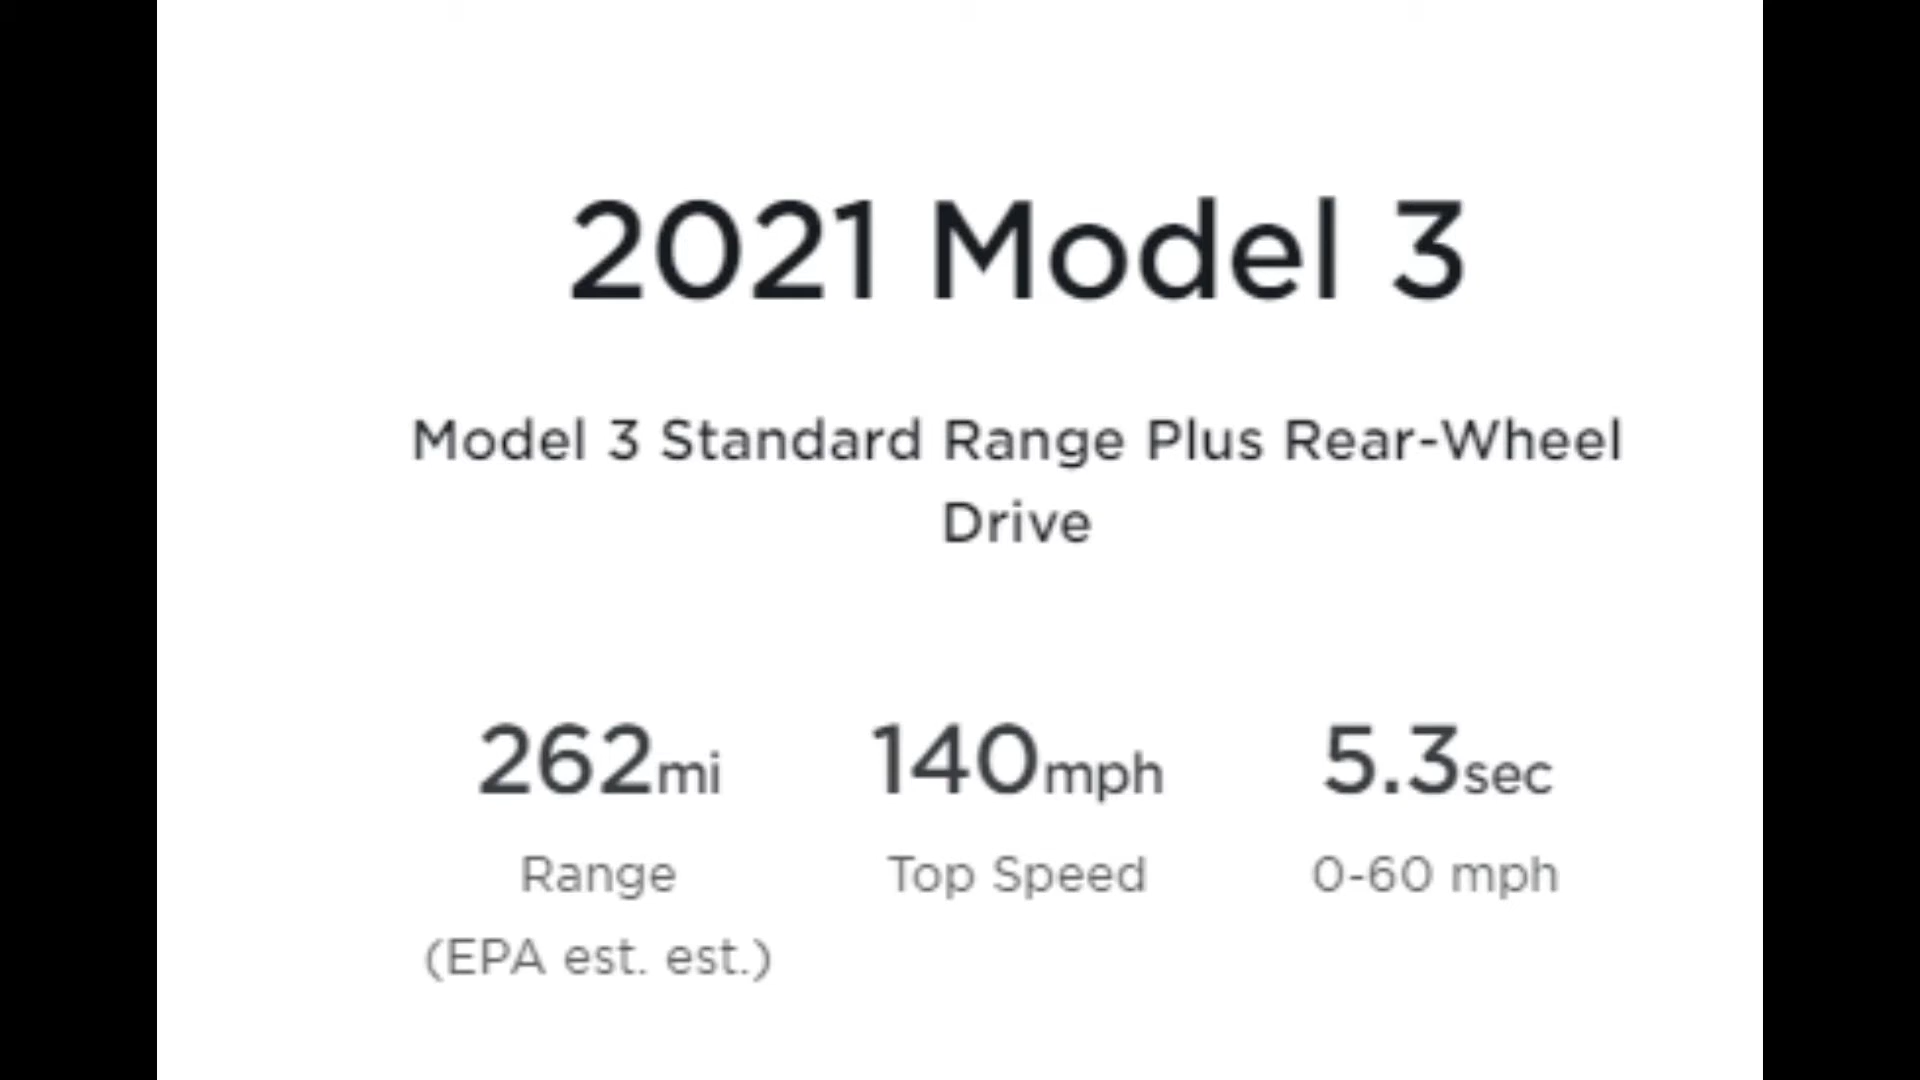 2021 Model 3
Model 3 Standard Range Plus Rear-Wheel
Drive
262mi 140mph 5.3sec
Range Top Speed 0-60 mph
(EPA est. est.)